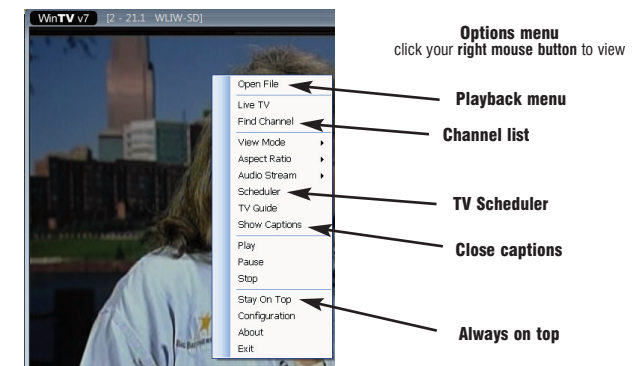 WinTV v7 [2 - 21.1 WLIW-SD]
Options menu
click your right mouse button to view
Open File
Playback menu
Live TV
Find Channel
Channel list
View Mode
Aspect Ratio
Audio Stream
Scheduler
TV Scheduler
TV Guide
Show Captions
Close captions
Play
Pause
Stop
Stay On Top
Always on top
Configuration
About
Exit